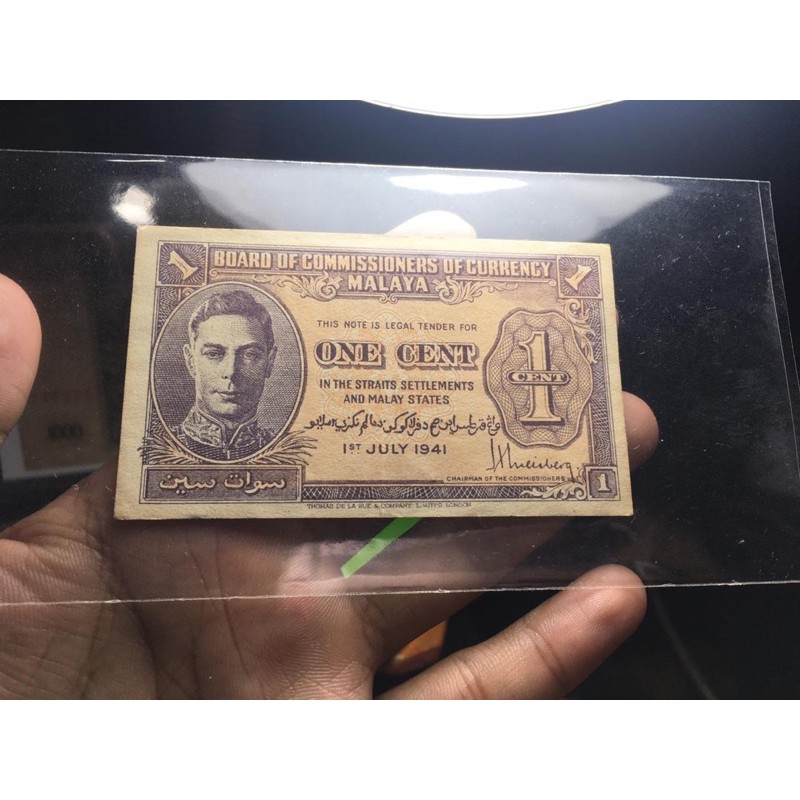 1 BOARD OF COMMISSIONERS OF CURRENCY 1
MALAYA
THIS NOTE IS LEGAL TENDER FOR
ONE CENT
IN THE STRAITS SETTLEMENTS
AND MALAY STATES
1ST JULY 1941
1
CENT
CHAIRMAN OF THE COMMISSIONERS
سوات سين
1
THOMAS DE LA RUE & COMPANY, LIMITED, LONDON
1000